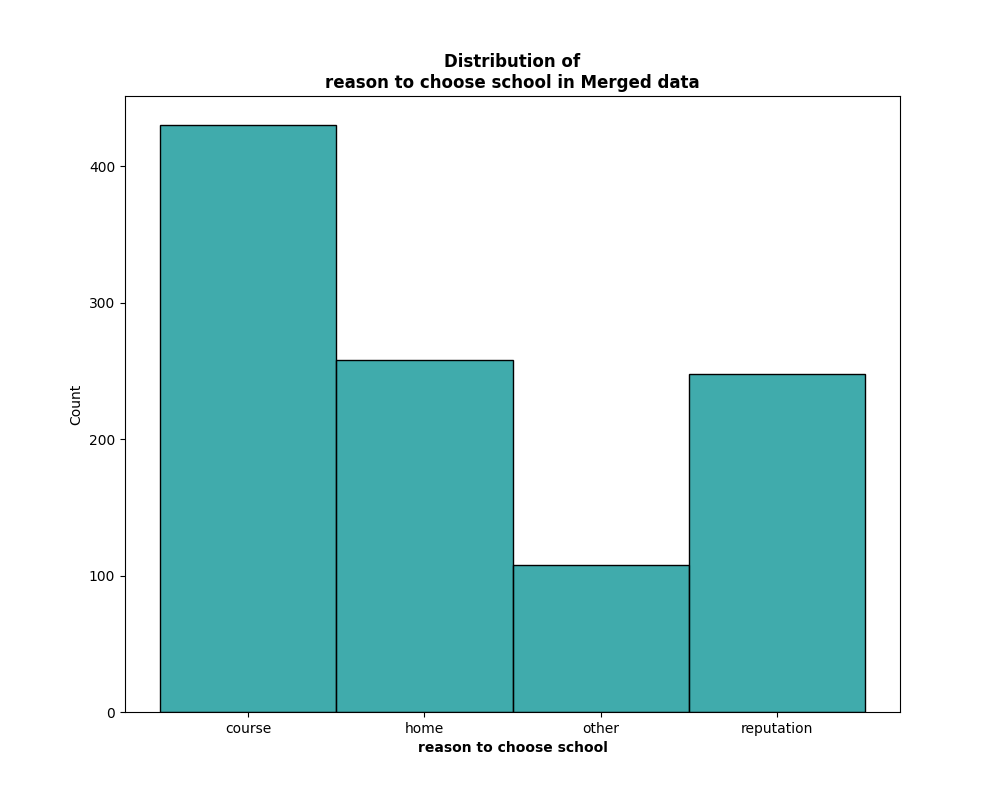 Distribution of
reason to choose school in Merged data
Count
400
300
200
100
0
course
home
other
reputation
reason to choose school